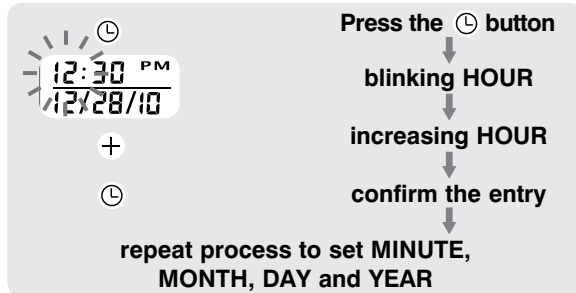 Press the button
12:30 PM
12/28/10
blinking HOUR
+
increasing HOUR
confirm the entry
repeat process to set MINUTE,
MONTH, DAY and YEAR